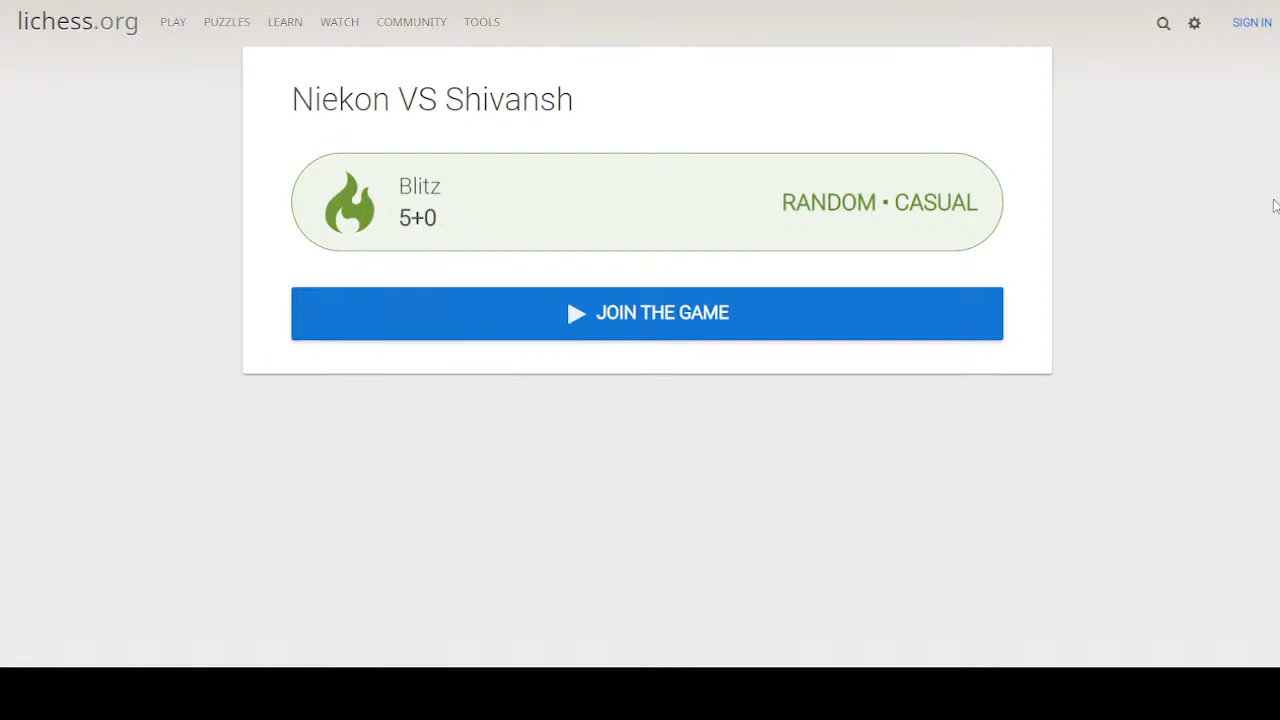 lichess.org PLAY PUZZLES LEARN WATCH COMMUNITY TOOLS SIGN IN
Niekon VS Shivansh
Blitz
5+0
RANDOM • CASUAL
JOIN THE GAME